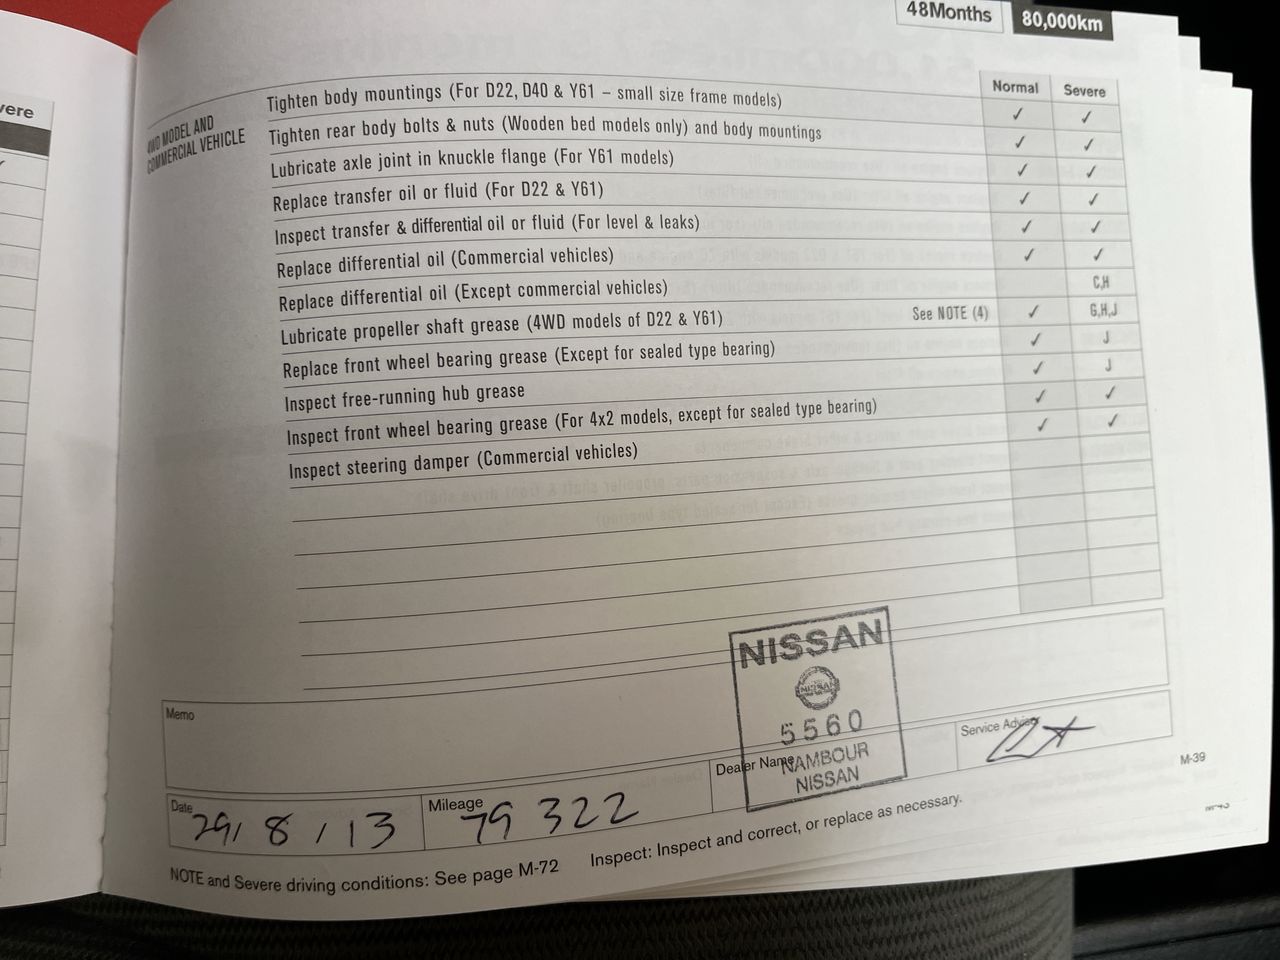 48Months 80,000km
vere
Normal Severe
4WD MODEL AND
COMMERCIAL VEHICLE
Tighten body mountings (For D22, D40 & Y61 – small size frame models) ✓ ✓
Tighten rear body bolts & nuts (Wooden bed models only) and body mountings ✓ ✓
Lubricate axle joint in knuckle flange (For Y61 models) ✓ ✓
Replace transfer oil or fluid (For D22 & Y61) ✓ ✓
Inspect transfer & differential oil or fluid (For level & leaks) ✓ ✓
Replace differential oil (Commercial vehicles) ✓ ✓
Replace differential oil (Except commercial vehicles) C,H
Lubricate propeller shaft grease (4WD models of D22 & Y61) See NOTE (4) ✓ G,H,J
Replace front wheel bearing grease (Except for sealed type bearing) ✓ J
Inspect free-running hub grease ✓ J
Inspect front wheel bearing grease (For 4x2 models, except for sealed type bearing) ✓ ✓
Inspect steering damper (Commercial vehicles) ✓ ✓
Memo
NISSAN
NISSAN
5560
NAMBOUR
NISSAN
Date 29/8/13
Mileage 79 322
Dealer Name
Service Advisor
NOTE and Severe driving conditions: See page M-72 Inspect: Inspect and correct, or replace as necessary.
M-39